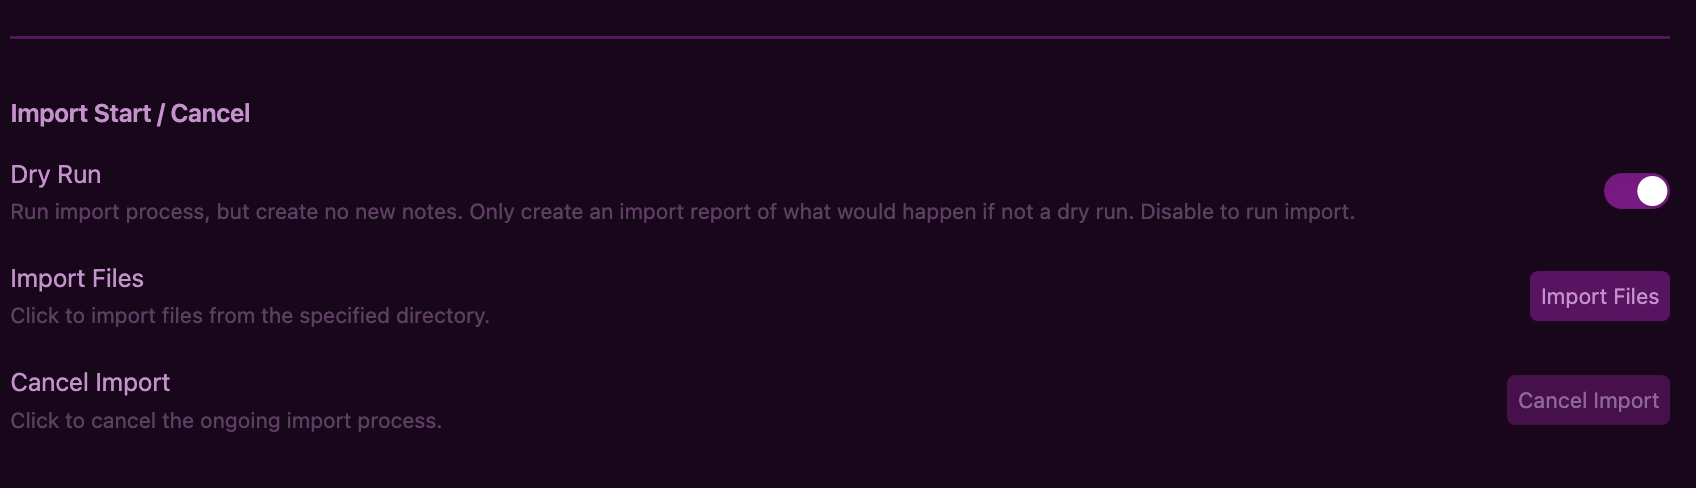 Import Start / Cancel
Dry Run
Run import process, but create no new notes. Only create an import report of what would happen if not a dry run. Disable to run import.
Import Files
Click to import files from the specified directory.
Import Files
Cancel Import
Click to cancel the ongoing import process.
Cancel Import